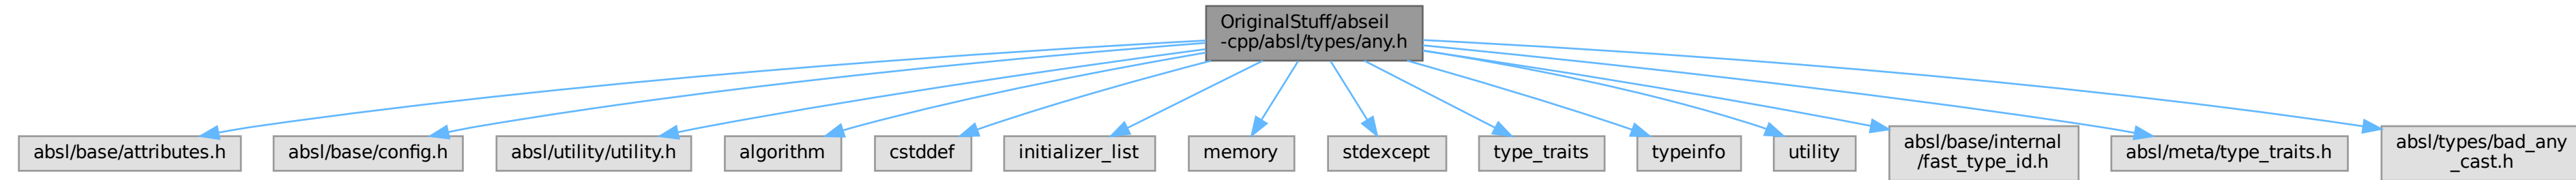 OriginalStuff/abseil
-cpp/absl/types/any.h
absl/base/attributes.h
absl/base/config.h
absl/utility/utility.h
algorithm
cstddef
initializer_list
memory
stdexcept
type_traits
typeinfo
utility
absl/base/internal
/fast_type_id.h
absl/meta/type_traits.h
absl/types/bad_any
_cast.h